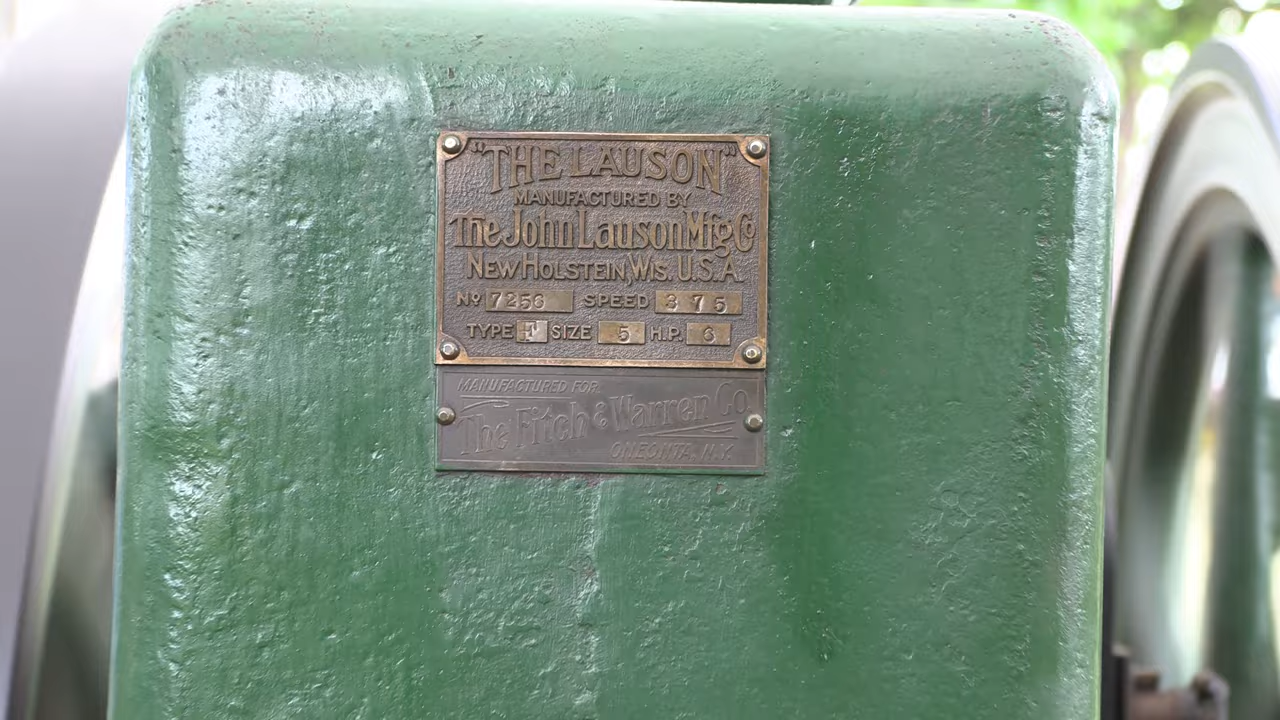 "THE LAUSON"
MANUFACTURED BY
The John Lauson Mfg Co
NEW HOLSTEIN, WIS. U.S.A.
No 7256 SPEED 375
TYPE F SIZE 5 H.P. 6
MANUFACTURED FOR
The Fitch & Warren Co
ONEONTA, N.Y.